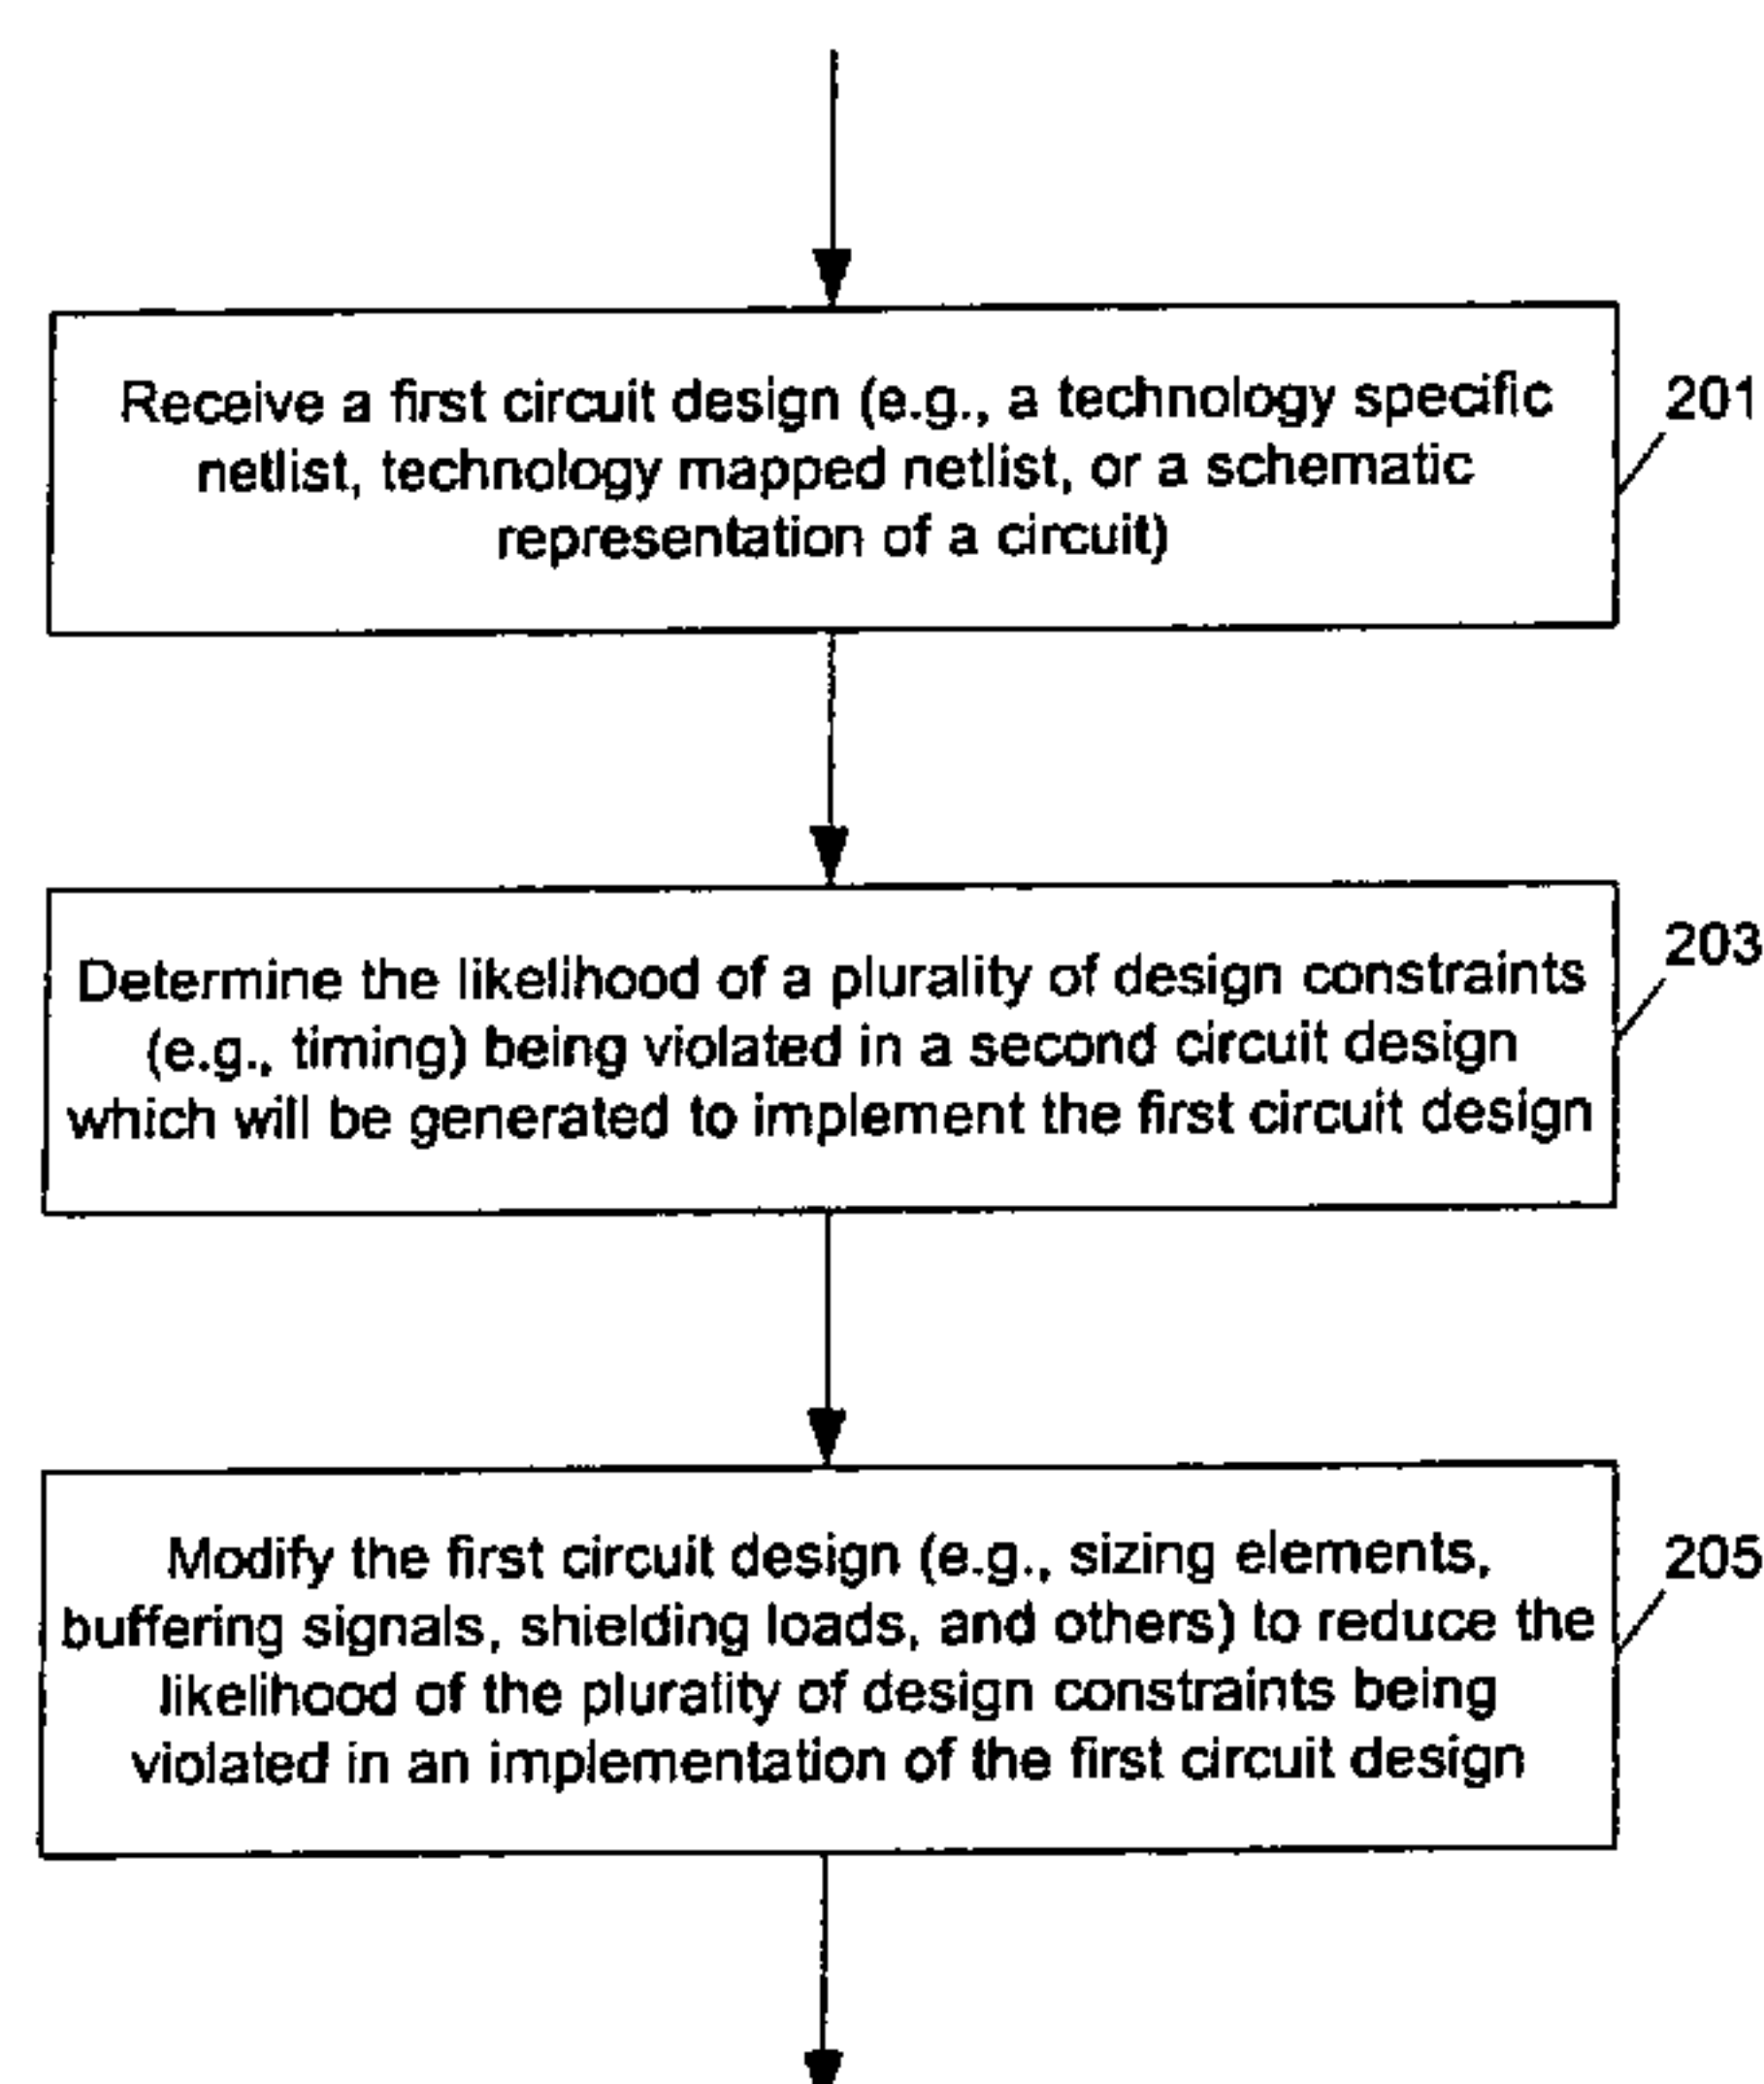 Receive a first circuit design (e.g., a technology specific
netlist, technology mapped netlist, or a schematic
representation of a circuit)
201
Determine the likelihood of a plurality of design constraints
(e.g., timing) being violated in a second circuit design
which will be generated to implement the first circuit design
203
Modify the first circuit design (e.g., sizing elements,
buffering signals, shielding loads, and others) to reduce the
likelihood of the plurality of design constraints being
violated in an implementation of the first circuit design
205